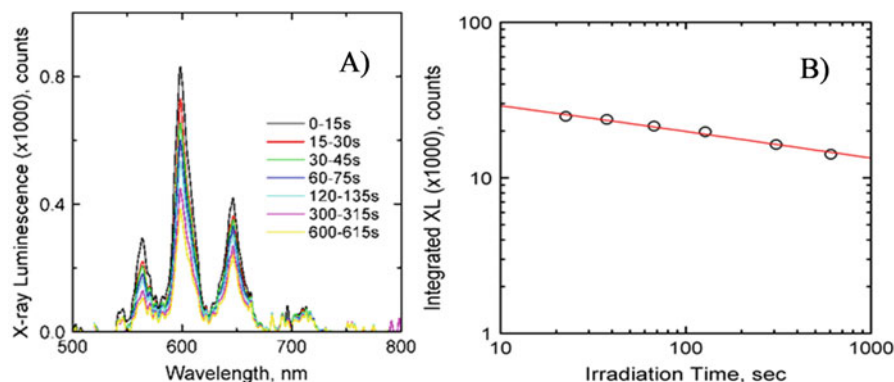 A)
X-ray Luminescence (x1000), counts
0.8
0.4
0.0
0-15s
15-30s
30-45s
60-75s
120-135s
300-315s
600-615s
500 600 700 800
Wavelength, nm
B)
Integrated XL (x1000), counts
100
10
1
10 100 1000
Irradiation Time, sec